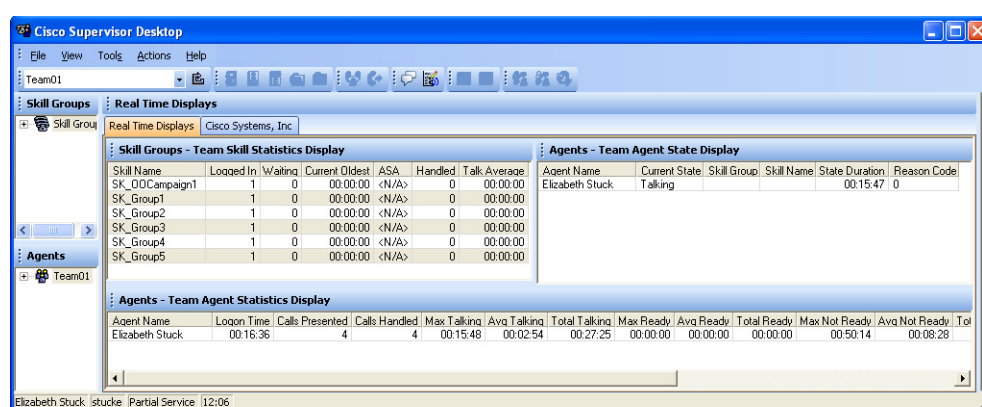 Cisco Supervisor Desktop
File View Tools Actions Help
Team01
Skill Groups
Skill Grou
Agents
Team01
Real Time Displays
Real Time Displays Cisco Systems, Inc
Skill Groups - Team Skill Statistics Display
Skill Name Logged In Waiting Current Oldest ASA Handled Talk Average
SK_OOCampaign1 1 0 00:00:00 <N/A> 0 00:00:00
SK_Group1 1 0 00:00:00 <N/A> 0 00:00:00
SK_Group2 1 0 00:00:00 <N/A> 0 00:00:00
SK_Group3 1 0 00:00:00 <N/A> 0 00:00:00
SK_Group4 1 0 00:00:00 <N/A> 0 00:00:00
SK_Group5 1 0 00:00:00 <N/A> 0 00:00:00
Agents - Team Agent State Display
Agent Name Current State Skill Group Skill Name State Duration Reason Code
Elizabeth Stuck Talking 00:15:47 0
Agents - Team Agent Statistics Display
Agent Name Logon Time Calls Presented Calls Handled Max Talking Avg Talking Total Talking Max Ready Avg Ready Total Ready Max Not Ready Avg Not Ready Tol
Elizabeth Stuck 00:16:36 4 4 00:15:48 00:02:54 00:27:25 00:00:00 00:00:00 00:00:00 00:50:14 00:08:28
Elizabeth Stuck stucke Partial Service 12:06